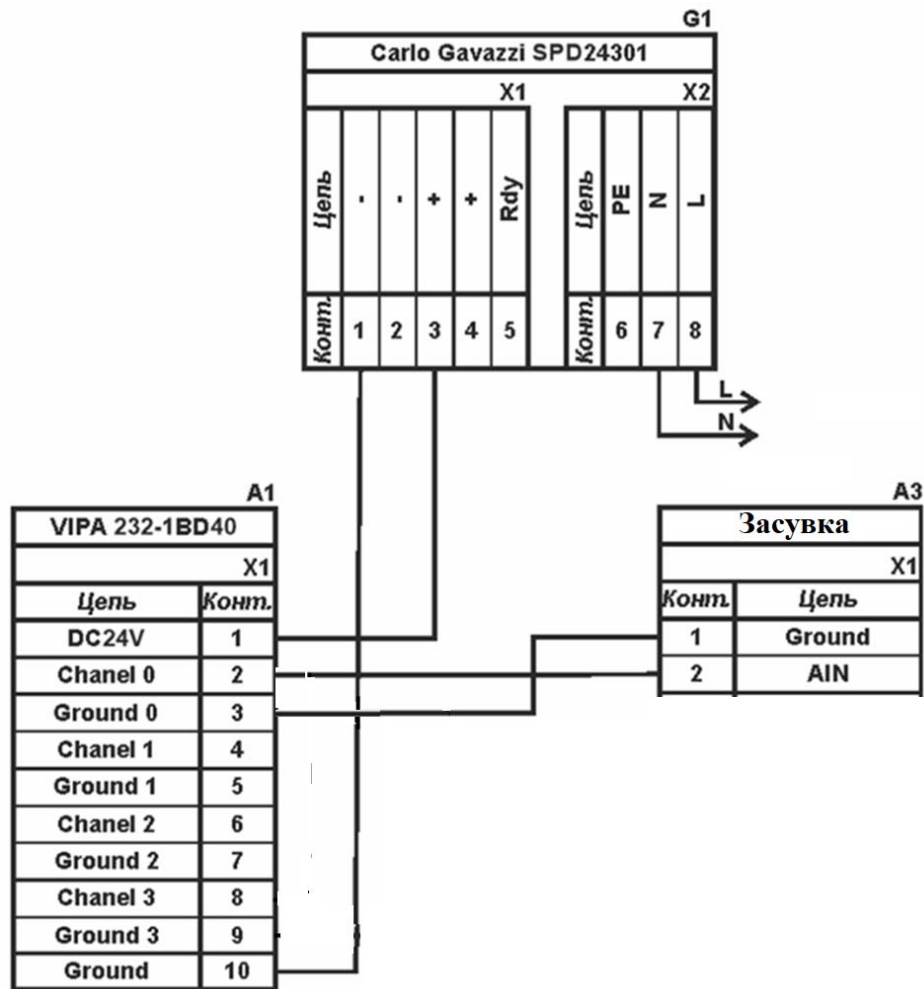 G1
Carlo Gavazzi SPD24301
X1 X2
Цепь - - + + Rdy Цепь PE N L
Конт. 1 2 3 4 5 Конт. 6 7 8
L
N
A1
VIPA 232-1BD40
X1
Цепь Конт.
DC24V 1
Chanel 0 2
Ground 0 3
Chanel 1 4
Ground 1 5
Chanel 2 6
Ground 2 7
Chanel 3 8
Ground 3 9
Ground 10
A3
Засувка
X1
Конт. Цепь
1 Ground
2 AIN